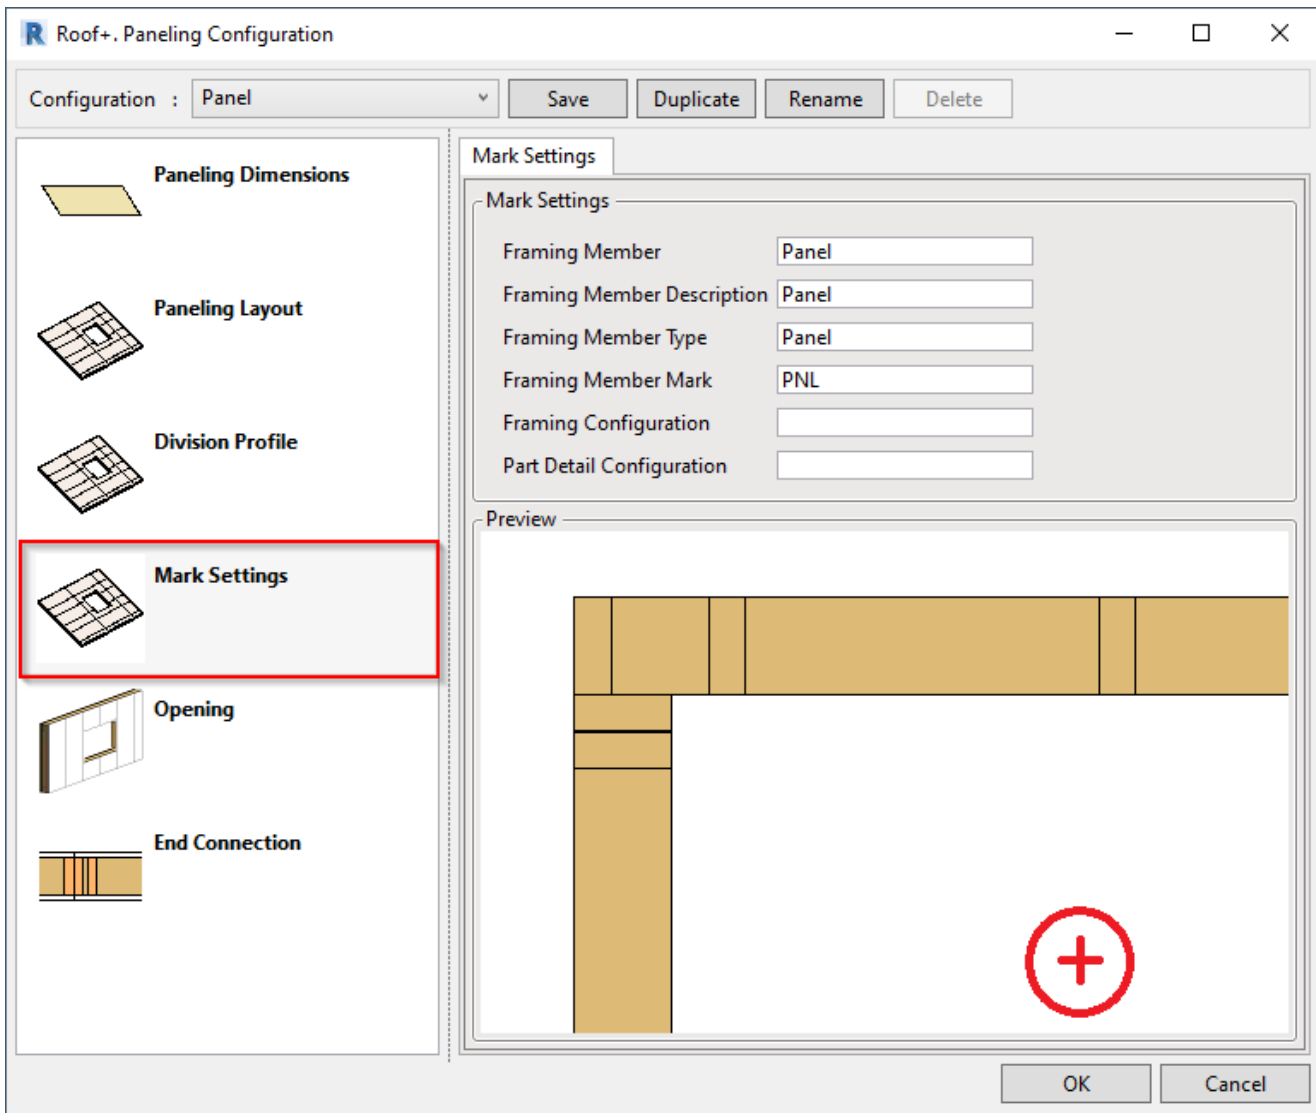 Roof+. Paneling Configuration
Configuration : Panel Save Duplicate Rename Delete
Paneling Dimensions
Paneling Layout
Division Profile
Mark Settings
Opening
End Connection
Mark Settings
Mark Settings
Framing Member Panel
Framing Member Description Panel
Framing Member Type Panel
Framing Member Mark PNL
Framing Configuration
Part Detail Configuration
Preview
OK Cancel